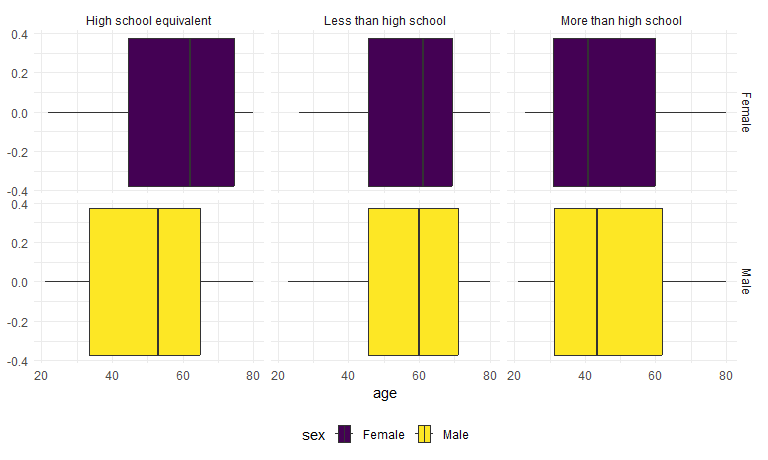 High school equivalent Less than high school More than high school
0.4
0.2
0.0
-0.2
-0.4
Female
0.4
0.2
0.0
-0.2
-0.4
Male
20 40 60 80 20 40 60 80 20 40 60 80
age
sex Female Male